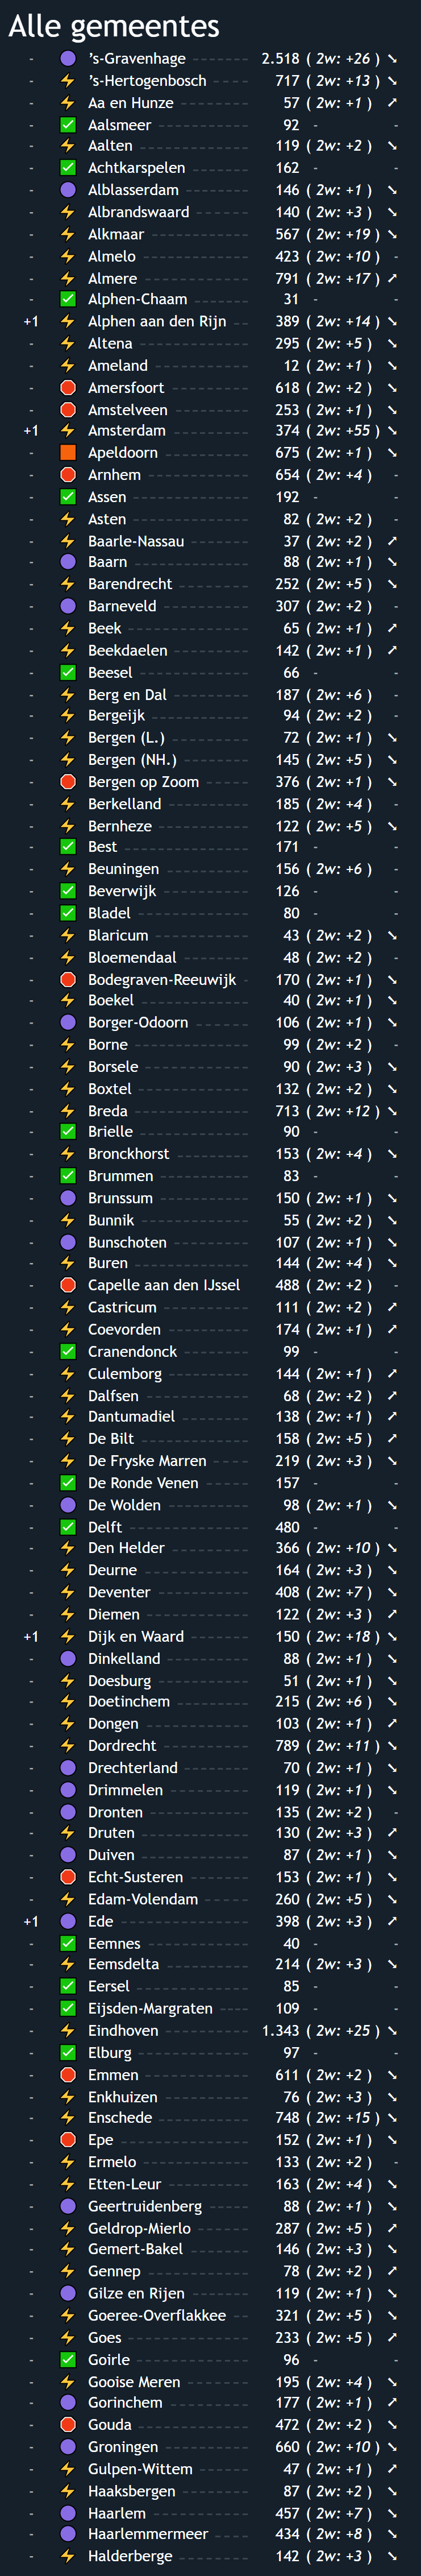 Alle gemeentes
- ’s-Gravenhage 2.518 ( 2w: +26 )
- ’s-Hertogenbosch 717 ( 2w: +13 )
- Aa en Hunze 57 ( 2w: +1 )
- Aalsmeer 92 - -
- Aalten 119 ( 2w: +2 )
- Achtkarspelen 162 - -
- Alblasserdam 146 ( 2w: +1 )
- Albrandswaard 140 ( 2w: +3 )
- Alkmaar 567 ( 2w: +19 )
- Almelo 423 ( 2w: +10 ) -
- Almere 791 ( 2w: +17 )
- Alphen-Chaam 31 - -
+1 Alphen aan den Rijn 389 ( 2w: +14 )
- Altena 295 ( 2w: +5 )
- Ameland 12 ( 2w: +1 )
- Amersfoort 618 ( 2w: +2 )
- Amstelveen 253 ( 2w: +1 )
+1 Amsterdam 374 ( 2w: +55 )
- Apeldoorn 675 ( 2w: +1 )
- Arnhem 654 ( 2w: +4 ) -
- Assen 192 - -
- Asten 82 ( 2w: +2 ) -
- Baarle-Nassau 37 ( 2w: +2 )
- Baarn 88 ( 2w: +1 )
- Barendrecht 252 ( 2w: +5 )
- Barneveld 307 ( 2w: +2 ) -
- Beek 65 ( 2w: +1 )
- Beekdaelen 142 ( 2w: +1 )
- Beesel 66 - -
- Berg en Dal 187 ( 2w: +6 ) -
- Bergeijk 94 ( 2w: +2 ) -
- Bergen (L.) 72 ( 2w: +1 )
- Bergen (NH.) 145 ( 2w: +5 )
- Bergen op Zoom 376 ( 2w: +1 )
- Berkelland 185 ( 2w: +4 ) -
- Bernheze 122 ( 2w: +5 )
- Best 171 - -
- Beuningen 156 ( 2w: +6 ) -
- Beverwijk 126 - -
- Bladel 80 - -
- Blaricum 43 ( 2w: +2 )
- Bloemendaal 48 ( 2w: +2 ) -
- Bodegraven-Reeuwijk 170 ( 2w: +1 )
- Boekel 40 ( 2w: +1 )
- Borger-Odoorn 106 ( 2w: +1 )
- Borne 99 ( 2w: +2 ) -
- Borsele 90 ( 2w: +3 )
- Boxtel 132 ( 2w: +2 )
- Breda 713 ( 2w: +12 )
- Brielle 90 - -
- Bronckhorst 153 ( 2w: +4 )
- Brummen 83 - -
- Brunssum 150 ( 2w: +1 )
- Bunnik 55 ( 2w: +2 )
- Bunschoten 107 ( 2w: +1 )
- Buren 144 ( 2w: +4 )
- Capelle aan den IJssel 488 ( 2w: +2 ) -
- Castricum 111 ( 2w: +2 )
- Coevorden 174 ( 2w: +1 )
- Cranendonck 99 - -
- Culemborg 144 ( 2w: +1 )
- Dalfsen 68 ( 2w: +2 )
- Dantumadiel 138 ( 2w: +1 )
- De Bilt 158 ( 2w: +5 )
- De Fryske Marren 219 ( 2w: +3 )
- De Ronde Venen 157 - -
- De Wolden 98 ( 2w: +1 )
- Delft 480 - -
- Den Helder 366 ( 2w: +10 )
- Deurne 164 ( 2w: +3 )
- Deventer 408 ( 2w: +7 )
- Diemen 122 ( 2w: +3 )
+1 Dijk en Waard 150 ( 2w: +18 )
- Dinkelland 88 ( 2w: +1 )
- Doesburg 51 ( 2w: +1 )
- Doetinchem 215 ( 2w: +6 )
- Dongen 103 ( 2w: +1 )
- Dordrecht 789 ( 2w: +11 )
- Drechterland 70 ( 2w: +1 )
- Drimmelen 119 ( 2w: +1 )
- Dronten 135 ( 2w: +2 ) -
- Druten 130 ( 2w: +3 )
- Duiven 87 ( 2w: +1 )
- Echt-Susteren 153 ( 2w: +1 )
- Edam-Volendam 260 ( 2w: +5 )
+1 Ede 398 ( 2w: +3 )
- Eemnes 40 - -
- Eemsdelta 214 ( 2w: +3 )
- Eersel 85 - -
- Eijsden-Margraten 109 - -
- Eindhoven 1.343 ( 2w: +25 )
- Elburg 97 - -
- Emmen 611 ( 2w: +2 )
- Enkhuizen 76 ( 2w: +3 )
- Enschede 748 ( 2w: +15 )
- Epe 152 ( 2w: +1 )
- Ermelo 133 ( 2w: +2 ) -
- Etten-Leur 163 ( 2w: +4 )
- Geertruidenberg 88 ( 2w: +1 )
- Geldrop-Mierlo 287 ( 2w: +5 )
- Gemert-Bakel 146 ( 2w: +3 )
- Gennep 78 ( 2w: +2 )
- Gilze en Rijen 119 ( 2w: +1 )
- Goeree-Overflakkee 321 ( 2w: +5 )
- Goes 233 ( 2w: +5 )
- Goirle 96 - -
- Gooise Meren 195 ( 2w: +4 )
- Gorinchem 177 ( 2w: +1 )
- Gouda 472 ( 2w: +2 )
- Groningen 660 ( 2w: +10 )
- Gulpen-Wittem 47 ( 2w: +1 )
- Haaksbergen 87 ( 2w: +2 )
- Haarlem 457 ( 2w: +7 )
- Haarlemmermeer 434 ( 2w: +8 )
- Halderberge 142 ( 2w: +3 )